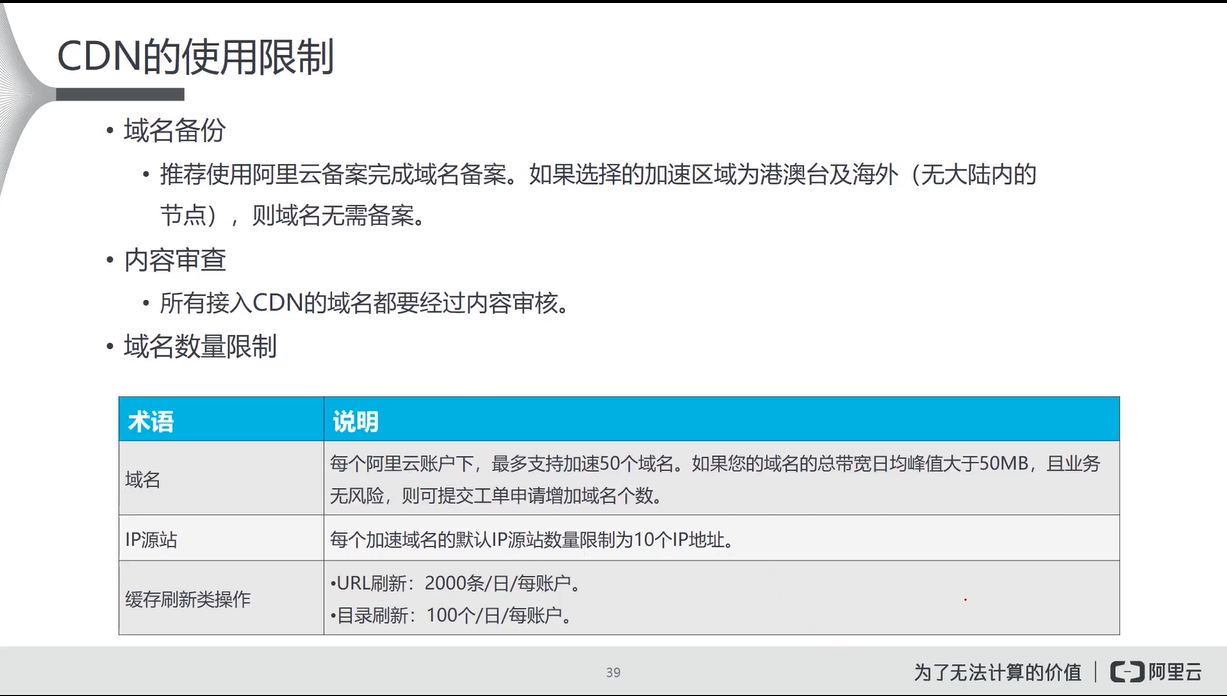 CDN的使用限制
• 域名备份
• 推荐使用阿里云备案完成域名备案。如果选择的加速区域为港澳台及海外（无大陆内的
节点），则域名无需备案。
• 内容审查
• 所有接入CDN的域名都要经过内容审核。
• 域名数量限制
术语 说明
域名
每个阿里云账户下，最多支持加速50个域名。如果您的域名的总带宽日均峰值大于50MB，且业务
无风险，则可提交工单申请增加域名个数。
IP源站 每个加速域名的默认IP源站数量限制为10个IP地址。
缓存刷新类操作
•URL刷新：2000条/日/每账户。
•目录刷新：100个/日/每账户。
39
为了无法计算的价值 | 阿里云